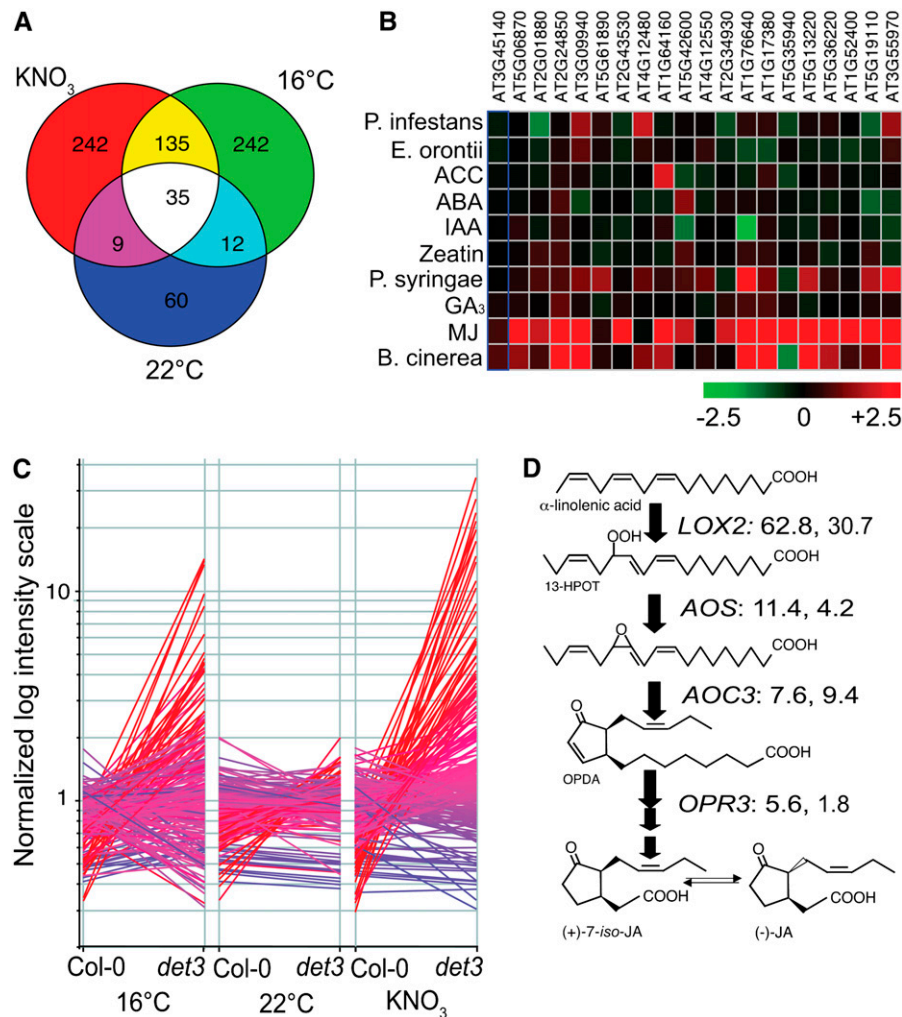 A
KNO3
16°C
242
135
242
35
9
12
60
22°C
B
AT3G45140
AT5G06870
AT2G01880
AT2G24850
AT3G09940
AT5G61890
AT2G43530
AT4G12480
AT1G64160
AT5G42600
AT4G12550
AT2G34930
AT1G76640
AT1G17380
AT5G35940
AT5G13220
AT5G36220
AT1G52400
AT5G19110
AT3G55970
P. infestans
E. orontii
ACC
ABA
IAA
Zeatin
P. syringae
GA3
MJ
B. cinerea
-2.5 0 +2.5
C
Normalized log intensity scale
10
1
Col-0 det3 Col-0 det3 Col-0 det3
16°C 22°C KNO3
D
COOH
α-linolenic acid
LOX2: 62.8, 30.7
OOH
COOH
13-HPOT
AOS: 11.4, 4.2
O
COOH
AOC3: 7.6, 9.4
O
COOH
OPDA
OPR3: 5.6, 1.8
O
COOH
O
COOH
(+)-7-iso-JA
(-)-JA